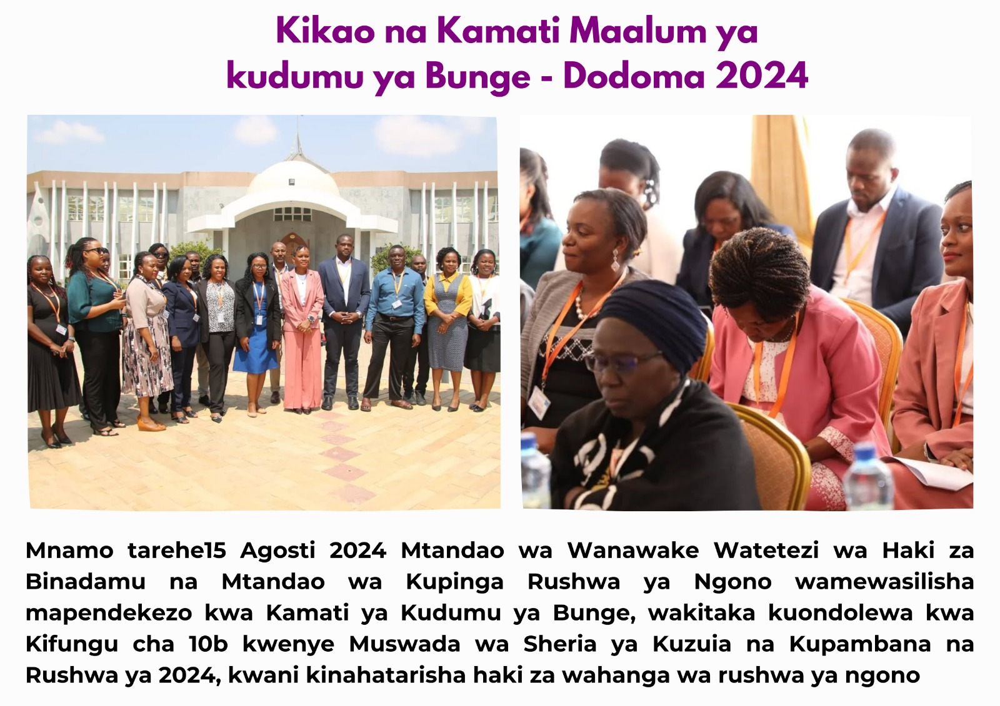 Kikao na Kamati Maalum ya
kudumu ya Bunge - Dodoma 2024
Mnamo tarehe15 Agosti 2024 Mtandao wa Wanawake Watetezi wa Haki za
Binadamu na Mtandao wa Kupinga Rushwa ya Ngono wamewasilisha
mapendekezo kwa Kamati ya Kudumu ya Bunge, wakitaka kuondolewa kwa
Kifungu cha 10b kwenye Muswada wa Sheria ya Kuzuia na Kupambana na
Rushwa ya 2024, kwani kinahatarisha haki za wahanga wa rushwa ya ngono